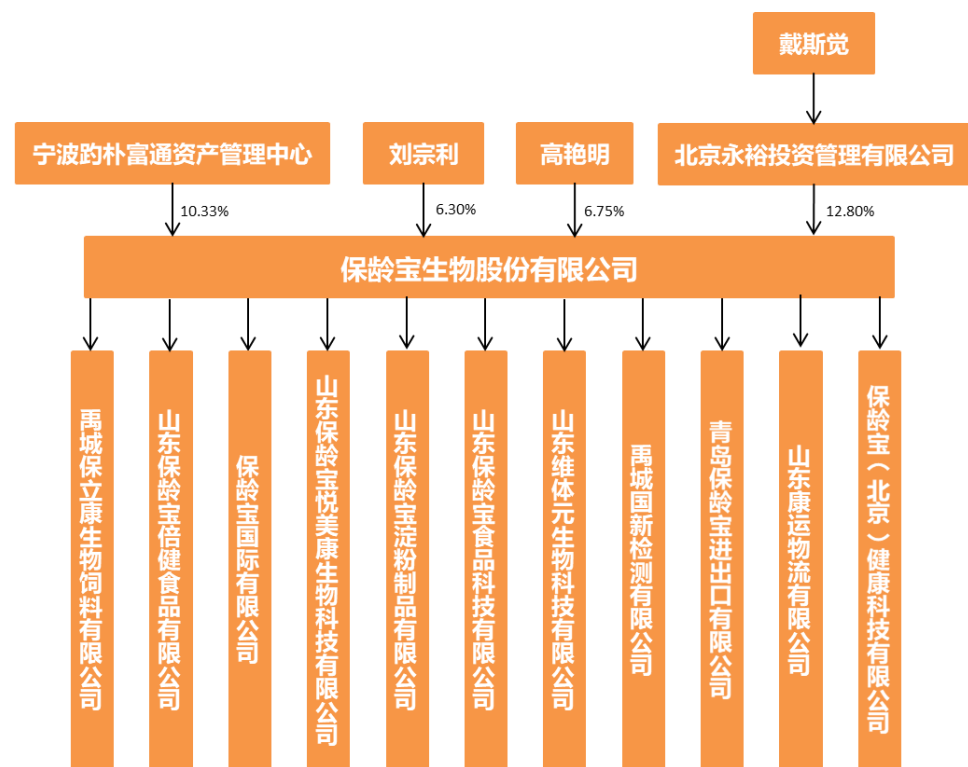 戴斯觉
宁波趵朴富通资产管理中心
刘宗利
高艳明
北京永裕投资管理有限公司
10.33%
6.30%
6.75%
12.80%
保龄宝生物股份有限公司
禹城保立康生物饲料有限公司
山东保龄宝倍健食品有限公司
保龄宝国际有限公司
山东保龄宝悦美康生物科技有限公司
山东保龄宝淀粉制品有限公司
山东保龄宝食品科技有限公司
山东维体元生物科技有限公司
禹城国新检测有限公司
青岛保龄宝进出口有限公司
山东康运物流有限公司
保龄宝（北京）健康科技有限公司